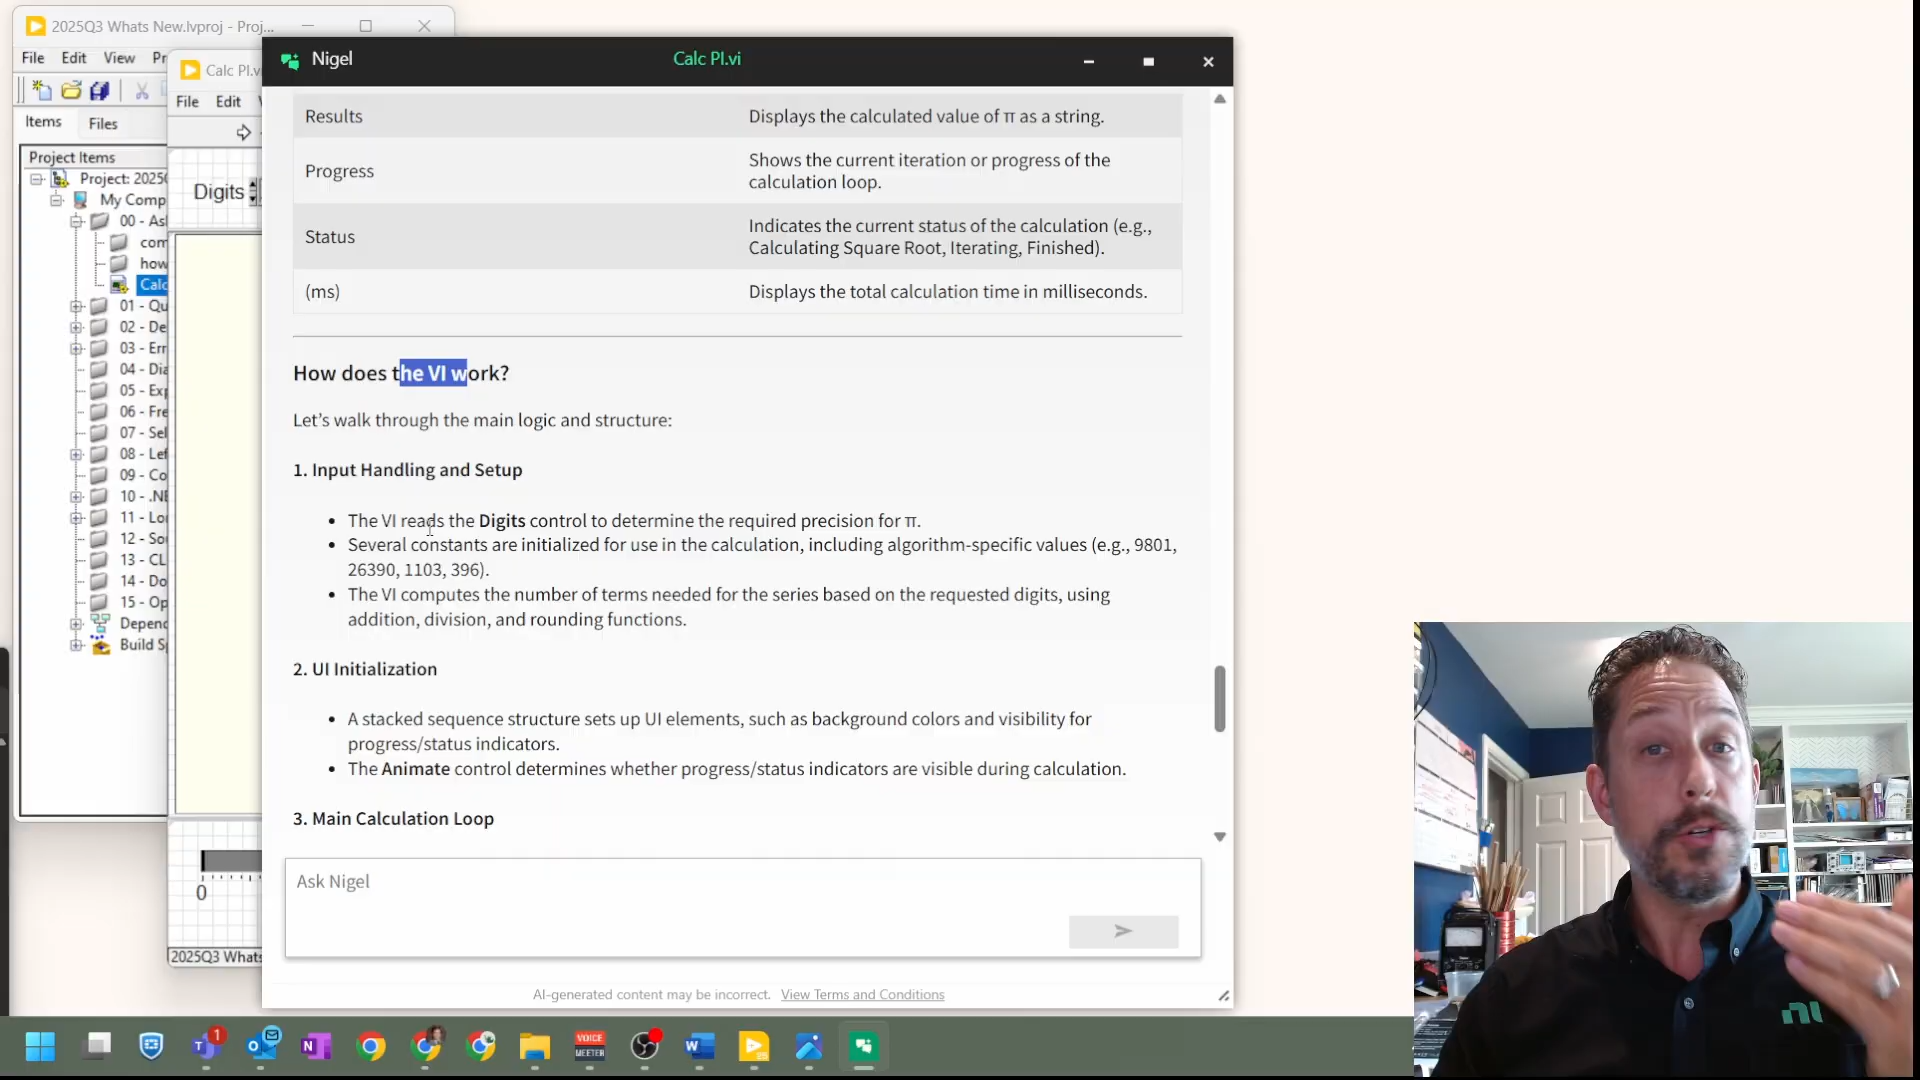 2025Q3 Whats New.lvproj - Proj...
File Edit View Pr
Items Files
Project Items
Project: 2025
My Comp
00 - As
com
how
Calc
01 - Qu
02 - De
03 - Err
04 - Dia
05 - Exp
06 - Fre
07 - Sel
08 - Lef
09 - Co
10 - .NE
11 - Lo
12 - So
13 - CL
14 - Do
15 - Op
Depend
Build Sp
Calc PI.v
File Edit
Digits
0
2025Q3 Whats
Nigel
Calc PI.vi
Results Displays the calculated value of π as a string.
Progress Shows the current iteration or progress of the
calculation loop.
Status Indicates the current status of the calculation (e.g.,
Calculating Square Root, Iterating, Finished).
(ms) Displays the total calculation time in milliseconds.
How does the VI work?
Let's walk through the main logic and structure:
1. Input Handling and Setup
• The VI reads the Digits control to determine the required precision for π.
• Several constants are initialized for use in the calculation, including algorithm-specific values (e.g., 9801,
26390, 1103, 396).
• The VI computes the number of terms needed for the series based on the requested digits, using
addition, division, and rounding functions.
2. UI Initialization
• A stacked sequence structure sets up UI elements, such as background colors and visibility for
progress/status indicators.
• The Animate control determines whether progress/status indicators are visible during calculation.
3. Main Calculation Loop
Ask Nigel
AI-generated content may be incorrect. View Terms and Conditions
1
VOICE
MEETER
25
ni